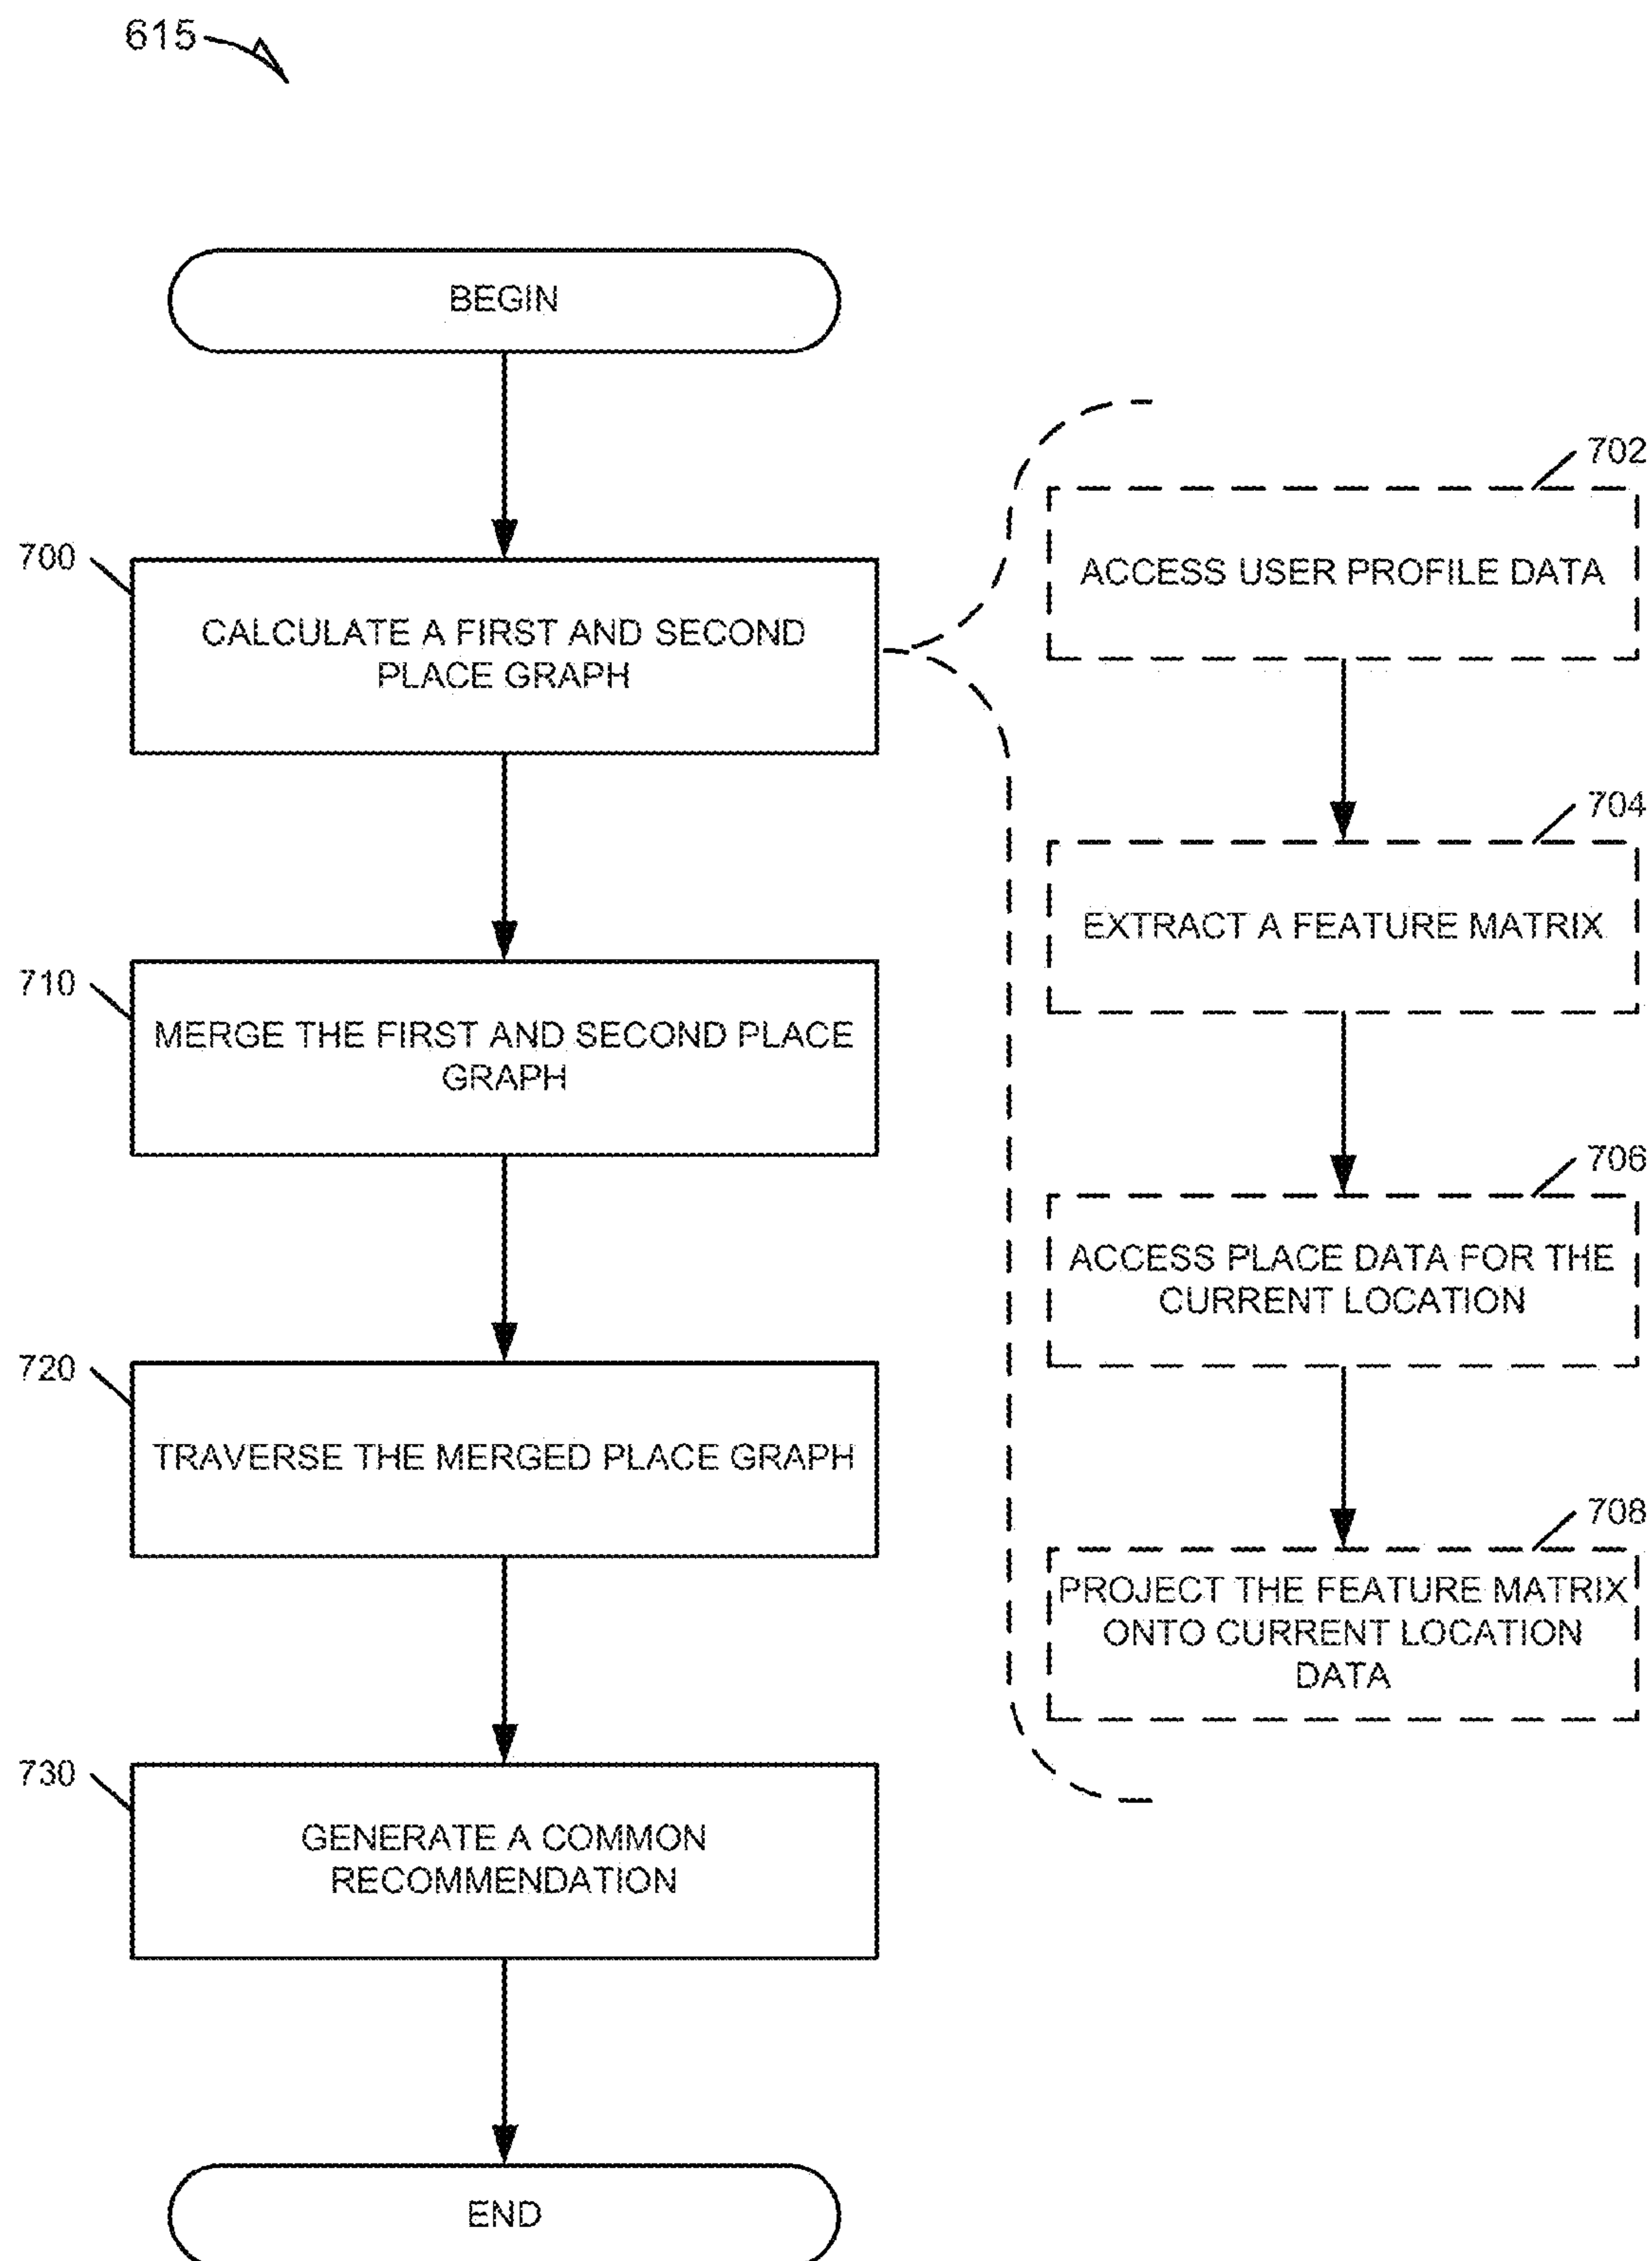 615
BEGIN
700
CALCULATE A FIRST AND SECOND
PLACE GRAPH
710
MERGE THE FIRST AND SECOND PLACE
GRAPH
720
TRAVERSE THE MERGED PLACE GRAPH
730
GENERATE A COMMON
RECOMMENDATION
END
702
ACCESS USER PROFILE DATA
704
EXTRACT A FEATURE MATRIX
706
ACCESS PLACE DATA FOR THE
CURRENT LOCATION
708
PROJECT THE FEATURE MATRIX
ONTO CURRENT LOCATION
DATA